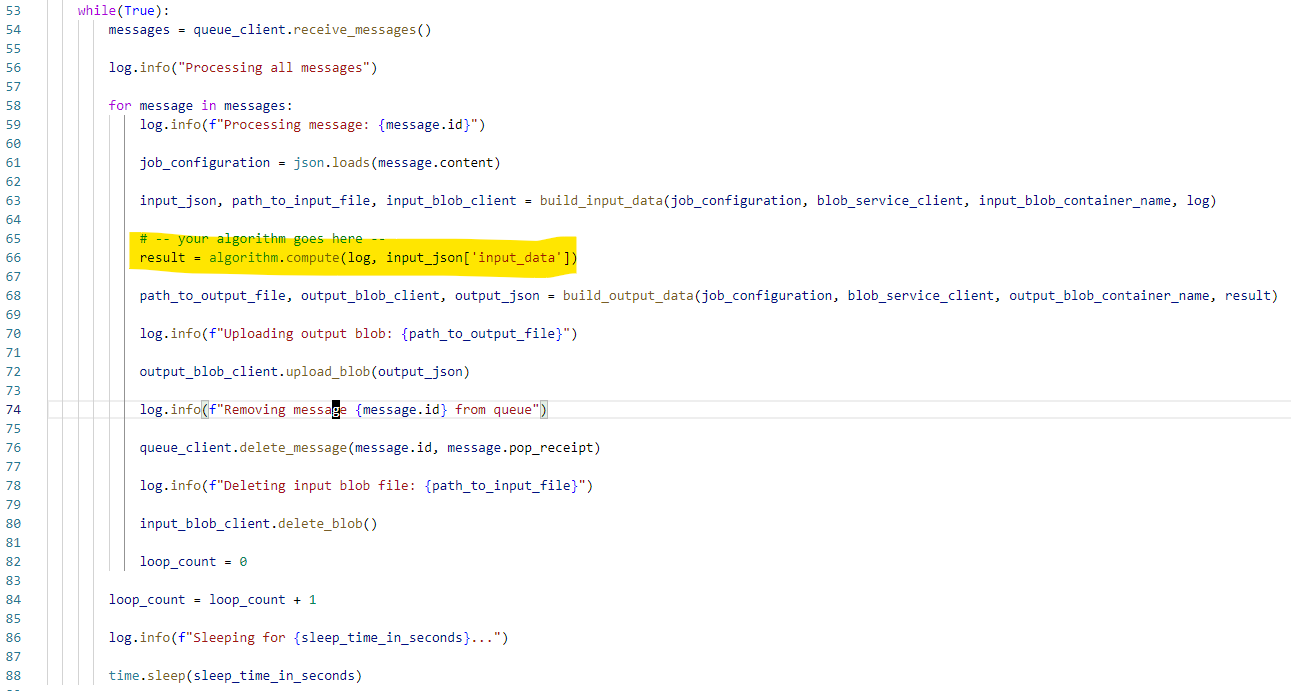 53 while(True):
54 messages = queue_client.receive_messages()
55
56 log.info("Processing all messages")
57
58 for message in messages:
59 log.info(f"Processing message: {message.id}")
60
61 job_configuration = json.loads(message.content)
62
63 input_json, path_to_input_file, input_blob_client = build_input_data(job_configuration, blob_service_client, input_blob_container_name, log)
64
65 # -- your algorithm goes here --
66 result = algorithm.compute(log, input_json['input_data'])
67
68 path_to_output_file, output_blob_client, output_json = build_output_data(job_configuration, blob_service_client, output_blob_container_name, result)
69
70 log.info(f"Uploading output blob: {path_to_output_file}")
71
72 output_blob_client.upload_blob(output_json)
73
74 log.info(f"Removing message {message.id} from queue")
75
76 queue_client.delete_message(message.id, message.pop_receipt)
77
78 log.info(f"Deleting input blob file: {path_to_input_file}")
79
80 input_blob_client.delete_blob()
81
82 loop_count = 0
83
84 loop_count = loop_count + 1
85
86 log.info(f"Sleeping for {sleep_time_in_seconds}...")
87
88 time.sleep(sleep_time_in_seconds)